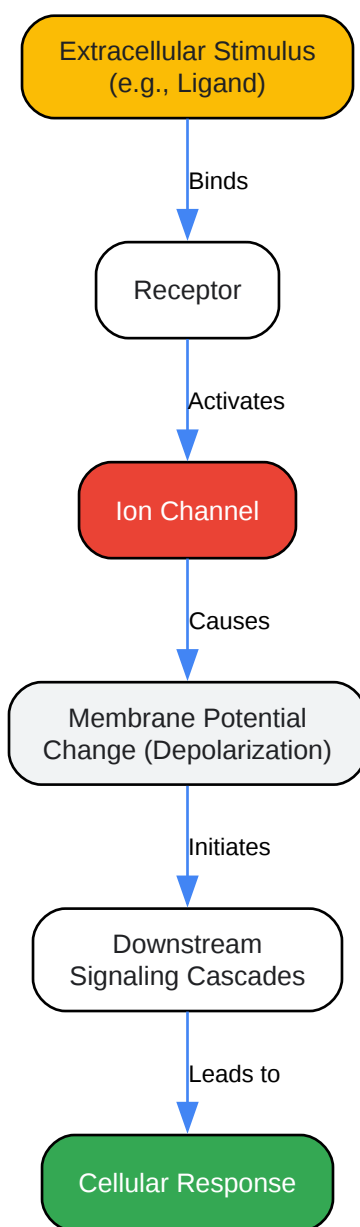 Extracellular Stimulus
(e.g., Ligand)
Binds
Receptor
Activates
Ion Channel
Causes
Membrane Potential
Change (Depolarization)
Initiates
Downstream
Signaling Cascades
Leads to
Cellular Response